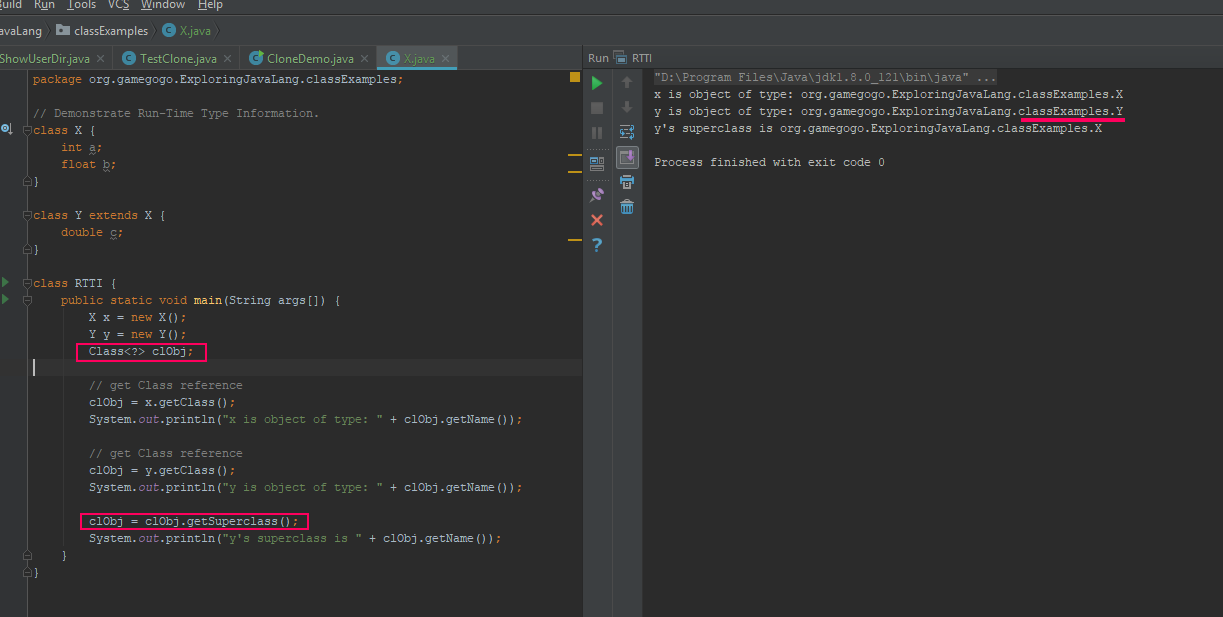 Build Run Tools VCS Window Help
JavaLang classExamples X.java
ShowUserDir.java TestClone.java CloneDemo.java X.java
Run RTTI
package org.gamegogo.ExploringJavaLang.classExamples;
// Demonstrate Run-Time Type Information.
class X {
int a;
float b;
}
class Y extends X {
double c;
}
class RTTI {
public static void main(String args[]) {
X x = new X();
Y y = new Y();
Class<?> clObj;
// get Class reference
clObj = x.getClass();
System.out.println("x is object of type: " + clObj.getName());
// get Class reference
clObj = y.getClass();
System.out.println("y is object of type: " + clObj.getName());
clObj = clObj.getSuperclass();
System.out.println("y's superclass is " + clObj.getName());
}
}
"D:\Program Files\Java\jdk1.8.0_121\bin\java" ...
x is object of type: org.gamegogo.ExploringJavaLang.classExamples.X
y is object of type: org.gamegogo.ExploringJavaLang.classExamples.Y
y's superclass is org.gamegogo.ExploringJavaLang.classExamples.X
Process finished with exit code 0